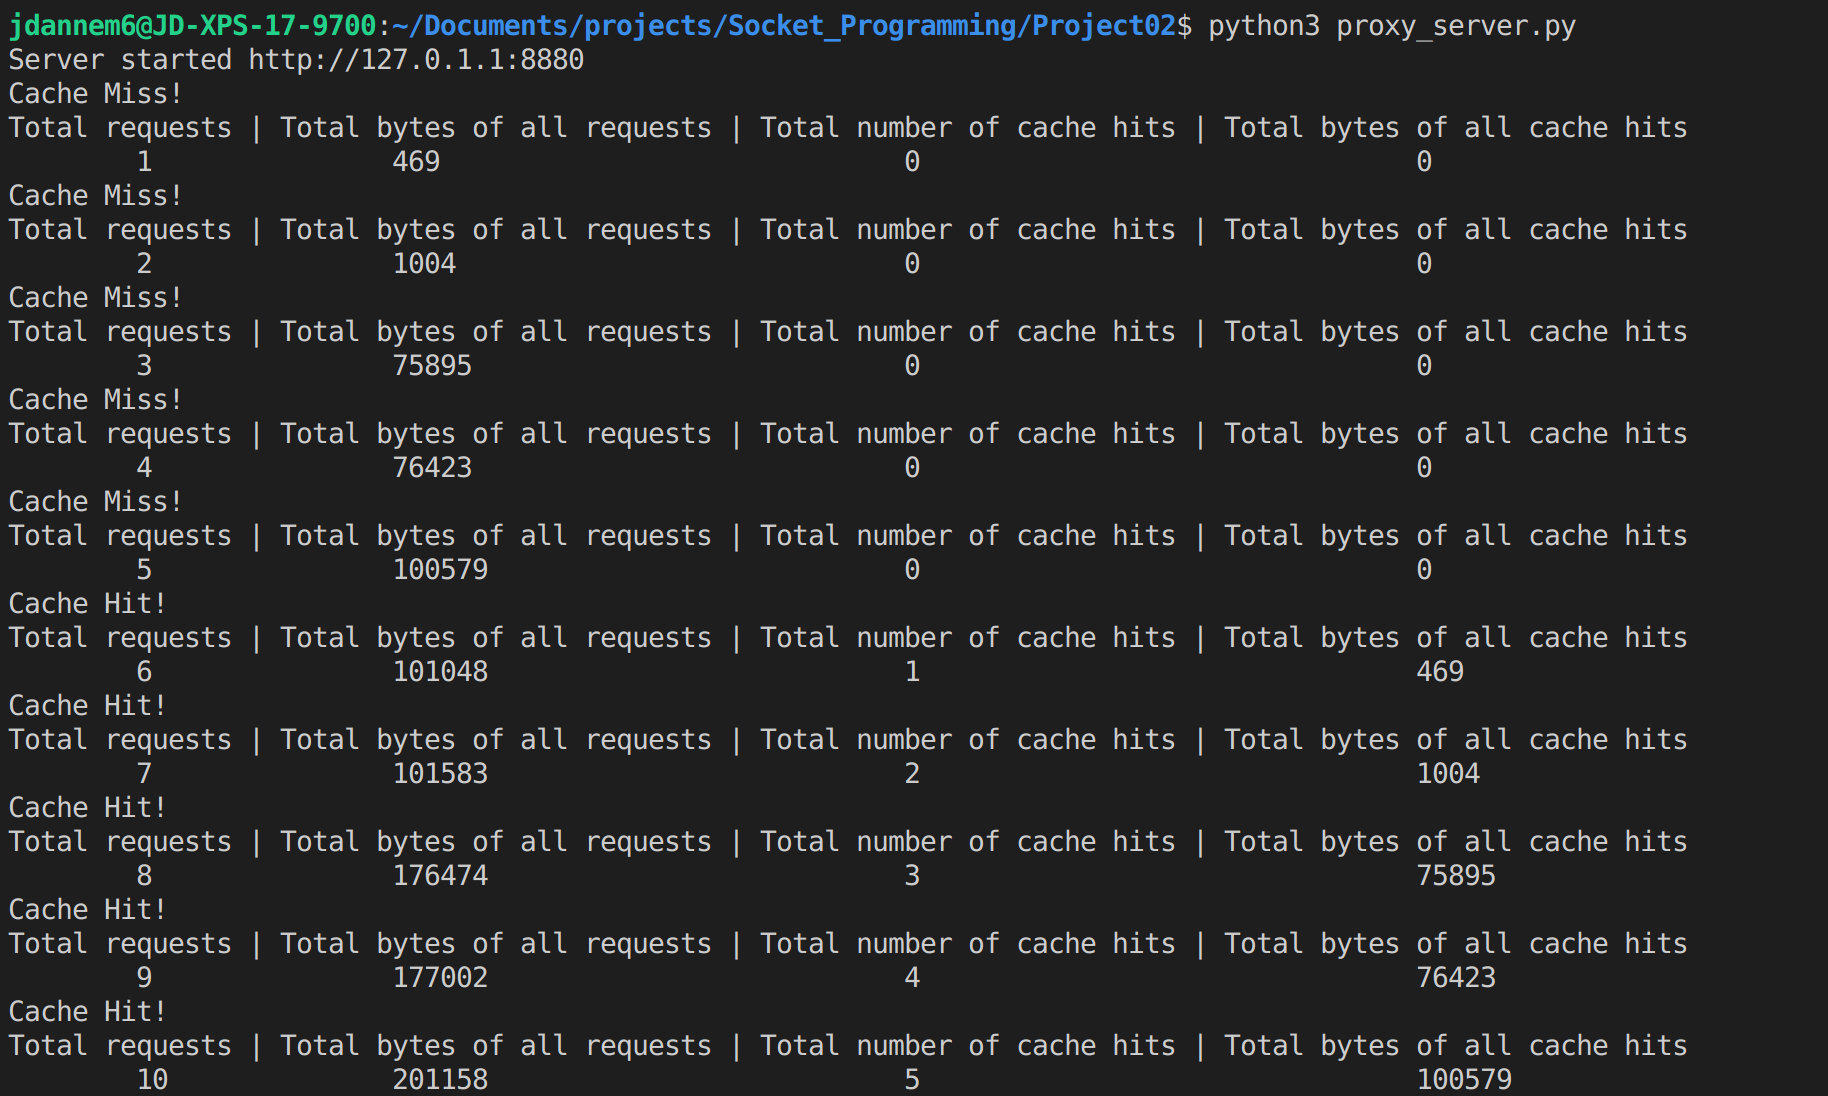 jdannem6@JD-XPS-17-9700:~/Documents/projects/Socket_Programming/Project02$ python3 proxy_server.py
Server started http://127.0.1.1:8880
Cache Miss!
Total requests | Total bytes of all requests | Total number of cache hits | Total bytes of all cache hits
        1               469                             0                               0
Cache Miss!
Total requests | Total bytes of all requests | Total number of cache hits | Total bytes of all cache hits
        2               1004                            0                               0
Cache Miss!
Total requests | Total bytes of all requests | Total number of cache hits | Total bytes of all cache hits
        3               75895                           0                               0
Cache Miss!
Total requests | Total bytes of all requests | Total number of cache hits | Total bytes of all cache hits
        4               76423                           0                               0
Cache Miss!
Total requests | Total bytes of all requests | Total number of cache hits | Total bytes of all cache hits
        5               100579                          0                               0
Cache Hit!
Total requests | Total bytes of all requests | Total number of cache hits | Total bytes of all cache hits
        6               101048                          1                               469
Cache Hit!
Total requests | Total bytes of all requests | Total number of cache hits | Total bytes of all cache hits
        7               101583                          2                               1004
Cache Hit!
Total requests | Total bytes of all requests | Total number of cache hits | Total bytes of all cache hits
        8               176474                          3                               75895
Cache Hit!
Total requests | Total bytes of all requests | Total number of cache hits | Total bytes of all cache hits
        9               177002                          4                               76423
Cache Hit!
Total requests | Total bytes of all requests | Total number of cache hits | Total bytes of all cache hits
        10              201158                          5                               100579